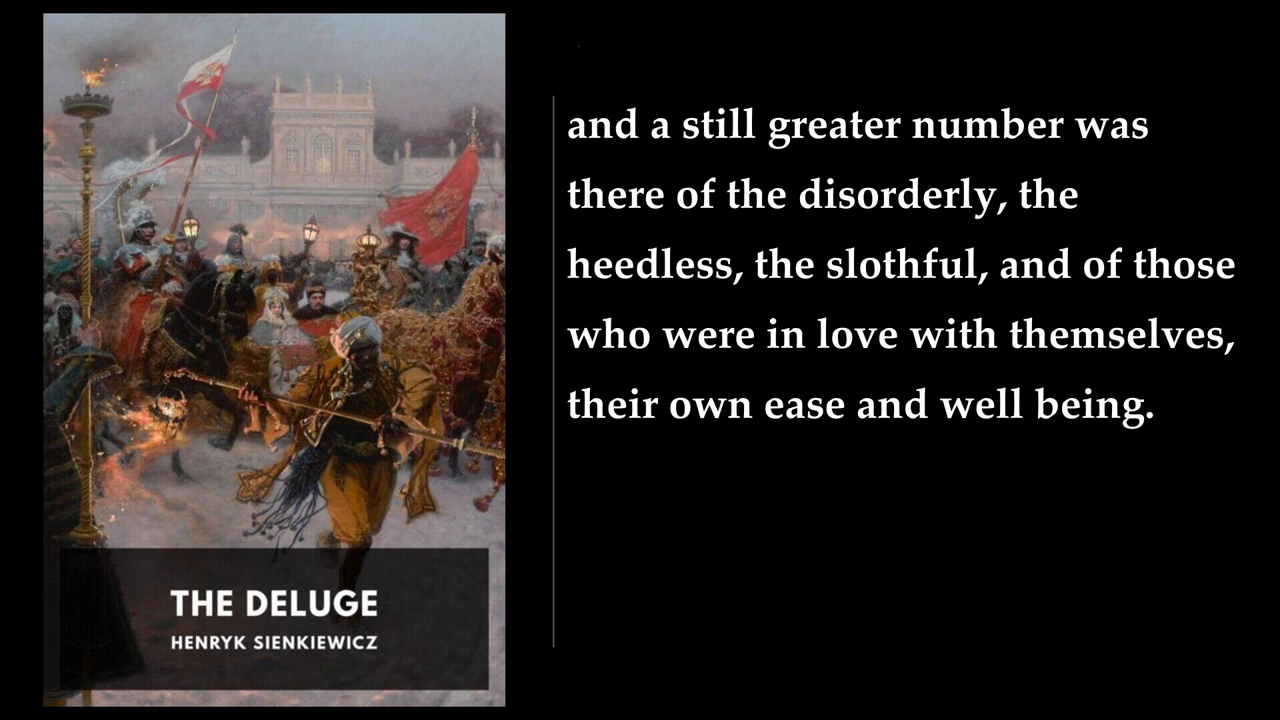 and a still greater number was
there of the disorderly, the
heedless, the slothful, and of those
who were in love with themselves,
their own ease and well being.
THE DELUGE
HENRYK SIENKIEWICZ